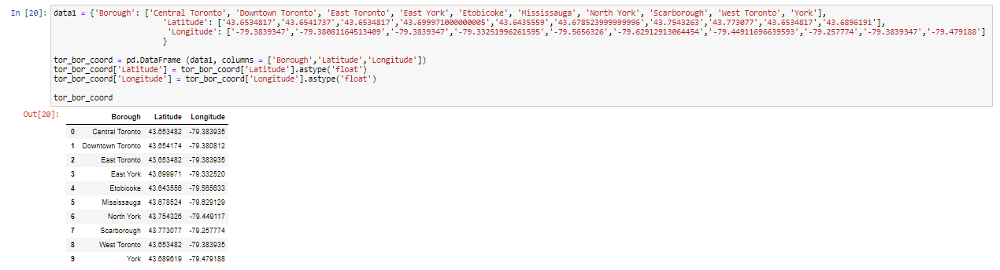 In [20]: data1 = {'Borough': ['Central Toronto', 'Downtown Toronto', 'East Toronto', 'East York', 'Etobicoke', 'Mississauga', 'North York', 'Scarborough', 'West Toronto', 'York'],
'Latitude': ['43.6534817','43.6541737','43.6534817','43.699971000000005','43.6435559','43.678523999999996','43.7543263','43.773077','43.6534817','43.6896191'],
'Longitude': ['-79.3839347','-79.38081164513409','-79.3839347','-79.33251996261595','-79.5656326','-79.62912913064454','-79.44911696639593','-79.257774','-79.3839347','-79.479188']
}
tor_bor_coord = pd.DataFrame (data1, columns = ['Borough','Latitude','Longitude'])
tor_bor_coord['Latitude'] = tor_bor_coord['Latitude'].astype('float')
tor_bor_coord['Longitude'] = tor_bor_coord['Longitude'].astype('float')
tor_bor_coord
Out[20]:
Borough Latitude Longitude
0 Central Toronto 43.653482 -79.383935
1 Downtown Toronto 43.654174 -79.380812
2 East Toronto 43.653482 -79.383935
3 East York 43.699971 -79.332520
4 Etobicoke 43.643556 -79.565633
5 Mississauga 43.678524 -79.629129
6 North York 43.754326 -79.449117
7 Scarborough 43.773077 -79.257774
8 West Toronto 43.653482 -79.383935
9 York 43.689619 -79.479188